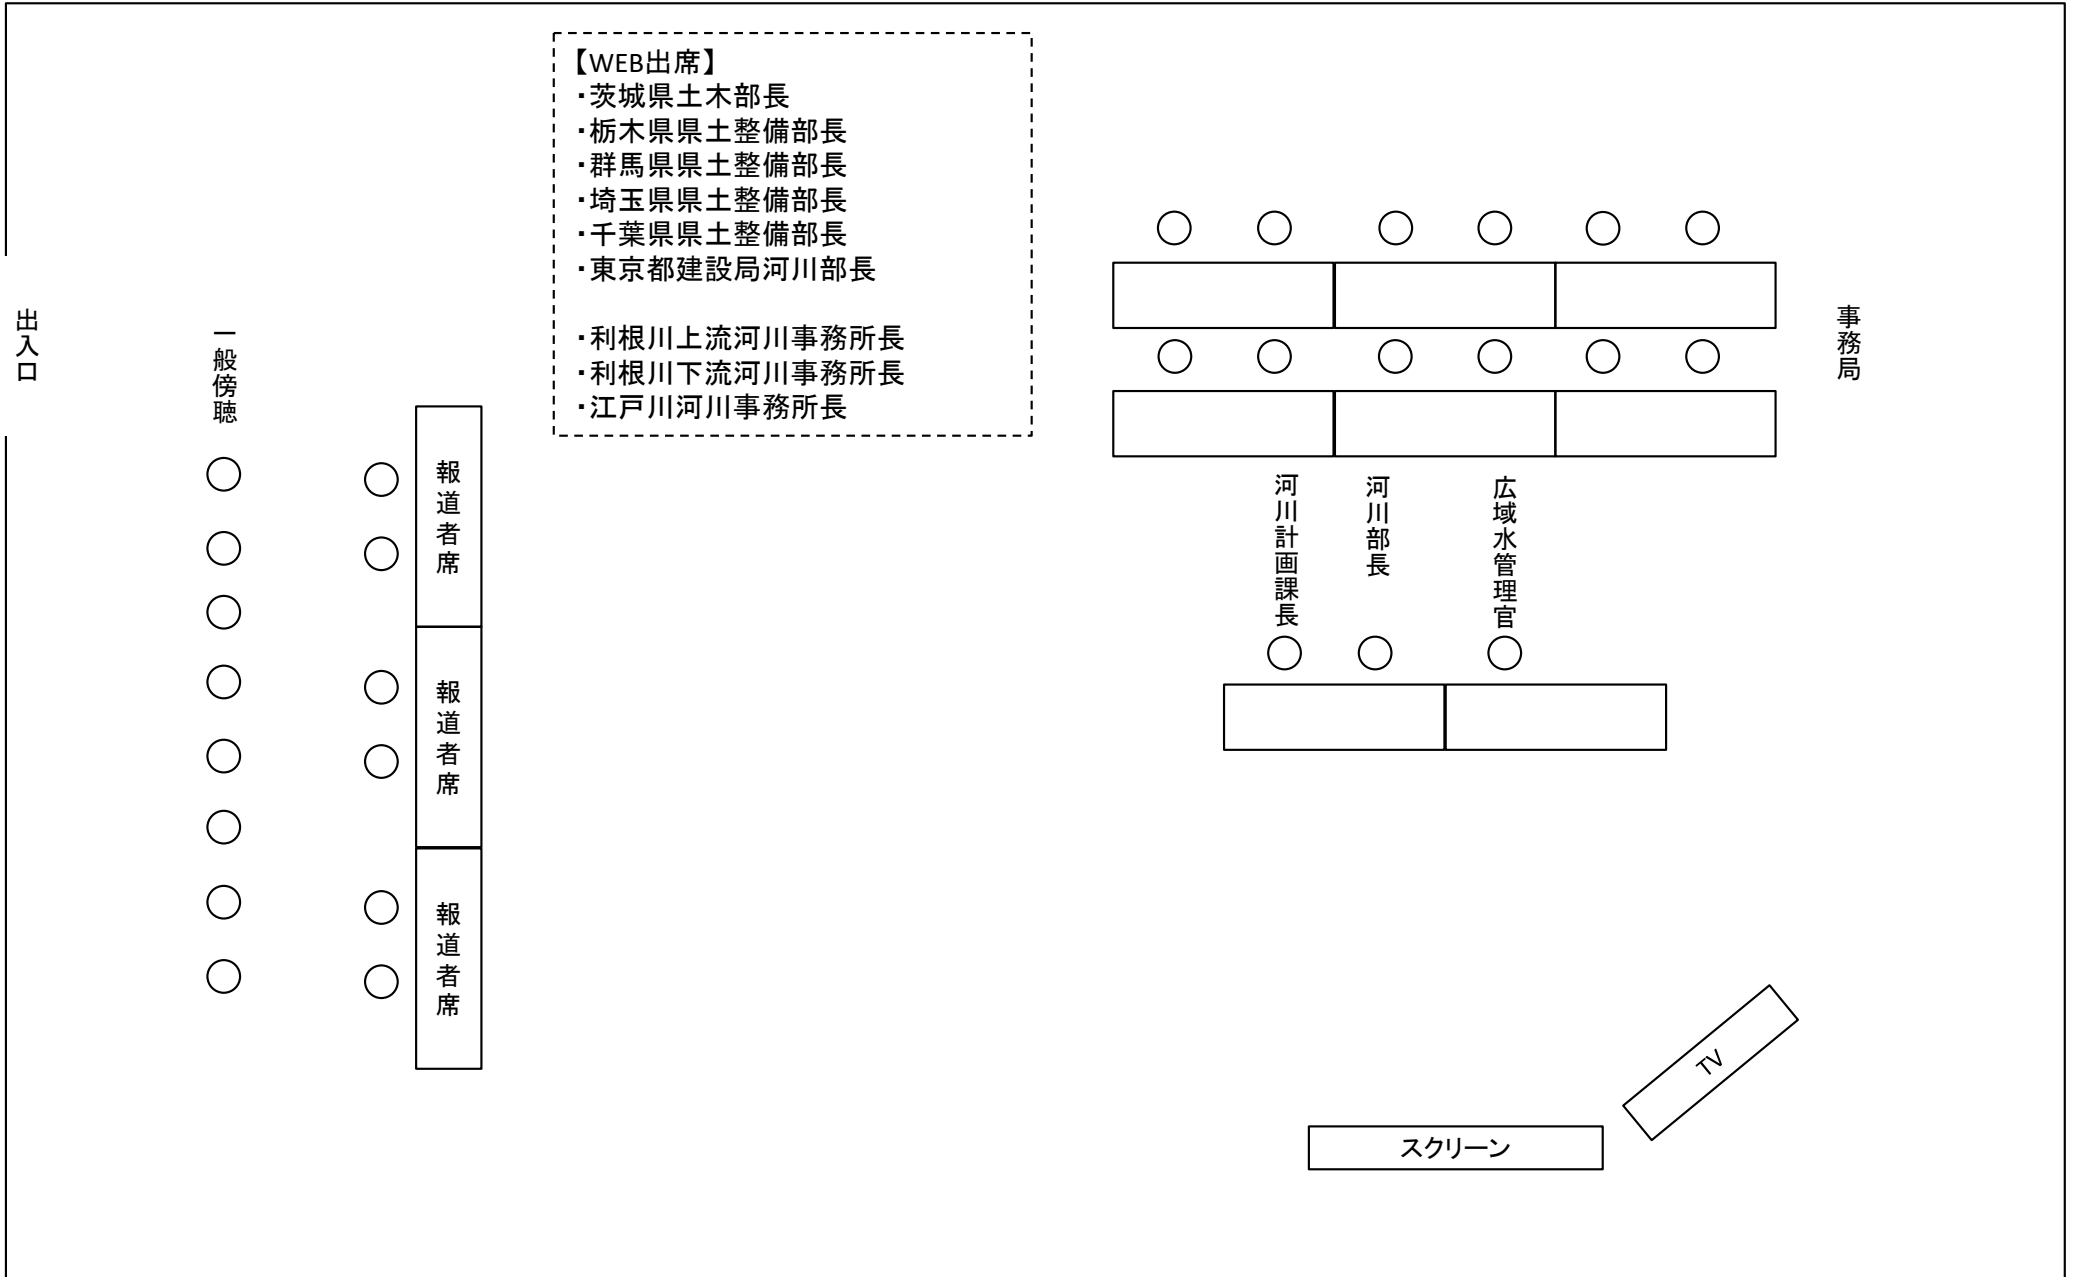 【WEB出席】
・茨城県土木部長
・栃木県県土整備部長
・群馬県県土整備部長
・埼玉県県土整備部長
・千葉県県土整備部長
・東京都建設局河川部長
・利根川上流河川事務所長
・利根川下流河川事務所長
・江戸川河川事務所長
出入口
一般傍聴
報道者席
報道者席
報道者席
事務局
河川計画課長
河川部長
広域水管理官
TV
スクリーン